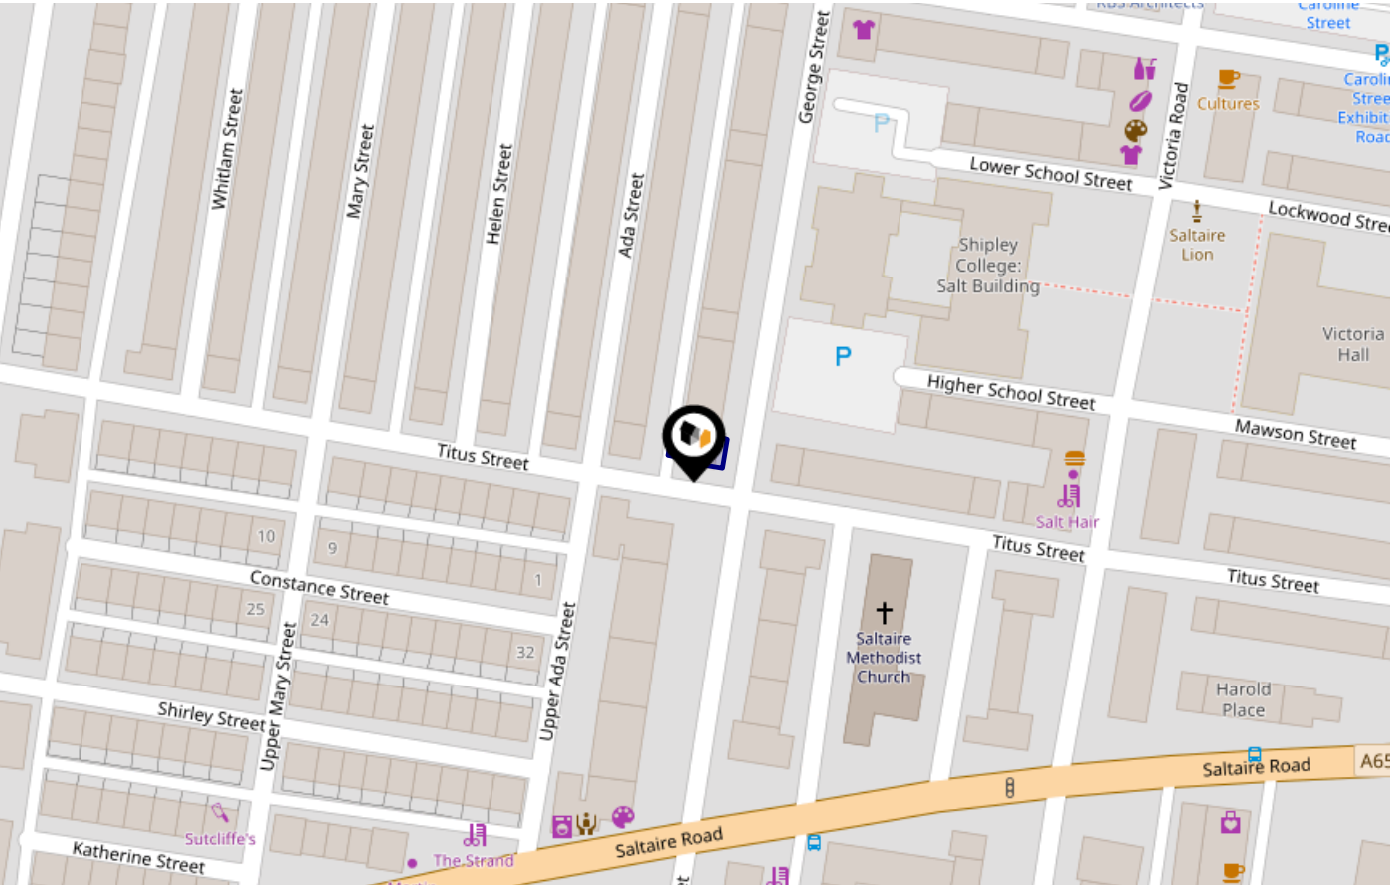 RBS Architects
Caroline
Street
George Street
Cultures
Caroli
Stree
Exhibit
Road
P
P
P
Whitlam Street
Mary Street
Helen Street
Ada Street
Victoria Road
Lower School Street
Lockwood Stree
Saltaire
Lion
Shipley
College:
Salt Building
Victoria
Hall
Higher School Street
Mawson Street
Titus Street
Salt Hair
Titus Street
Titus Street
10
9
1
Constance Street
25
24
32
Saltaire
Methodist
Church
Upper Mary Street
Upper Ada Street
Shirley Street
Harold
Place
Saltaire Road
A65
Sutcliffe's
The Strand
Saltaire Road
Katherine Street